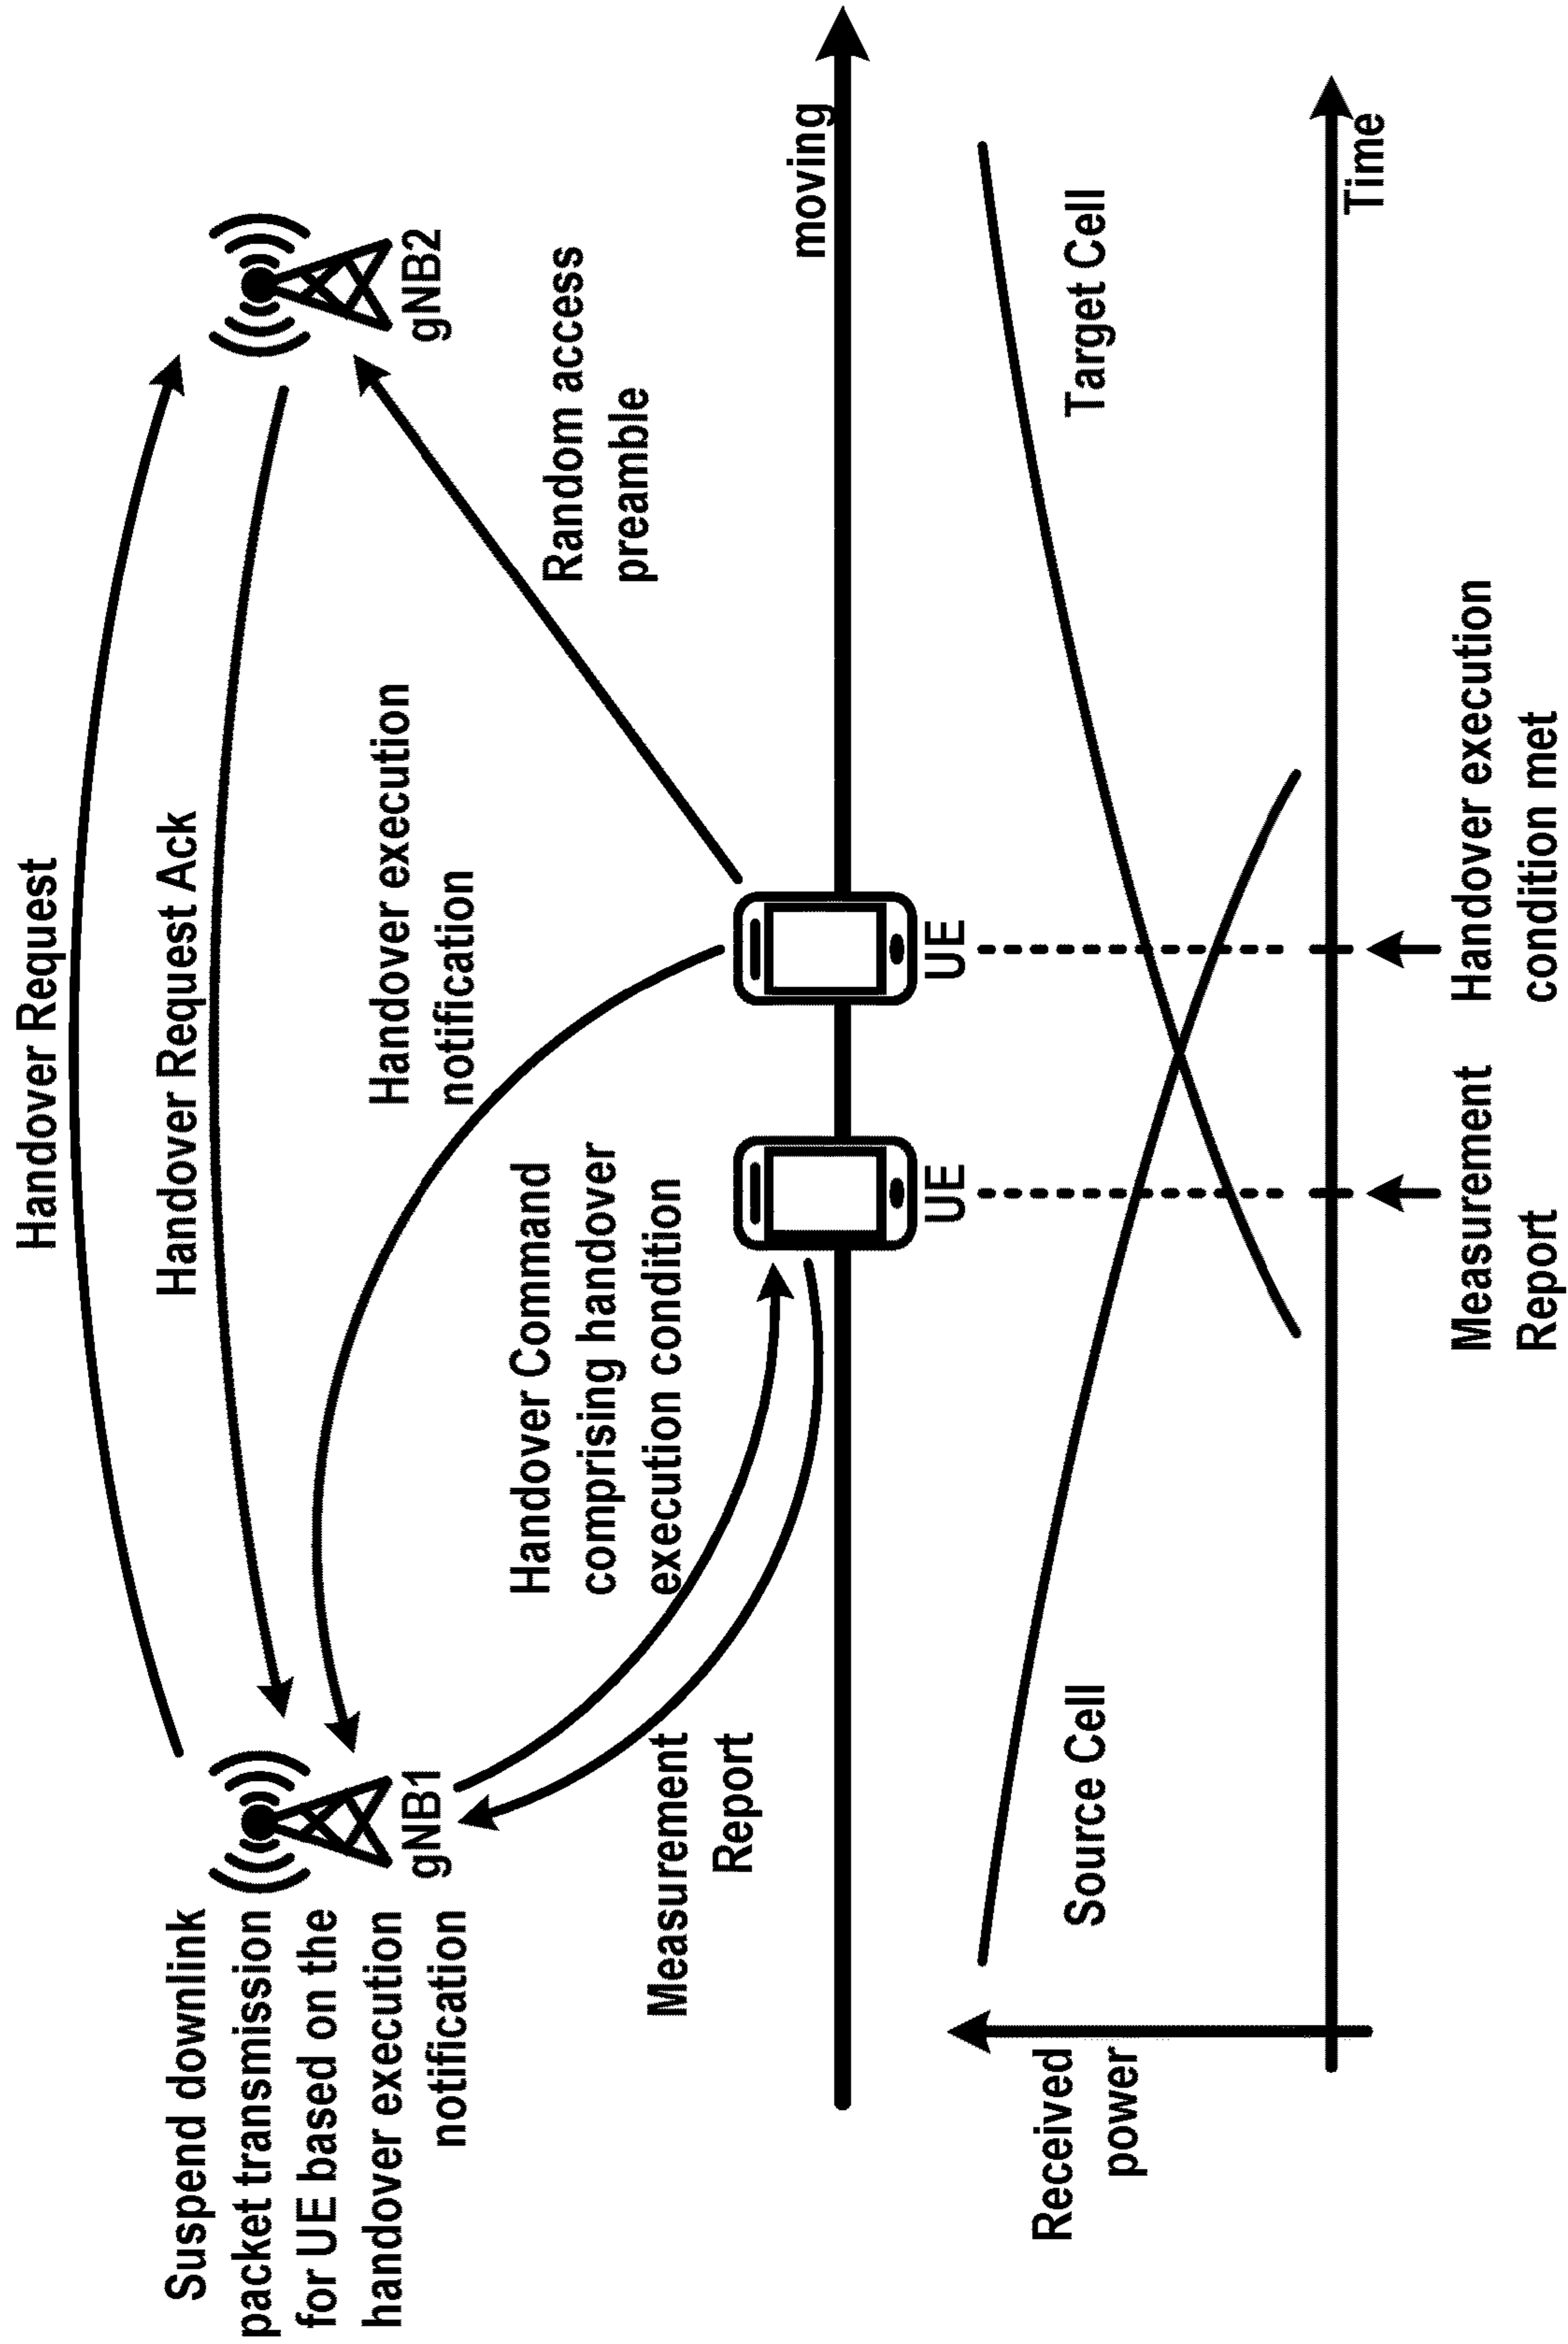 Handover Request
Handover Request Ack
Suspend downlink
packet transmission
for UE based on the
handover execution
notification
gNB1
gNB2
Handover execution
notification
Random access
preamble
Handover Command
comprising handover
execution condition
Measurement
Report
moving
UE
UE
Received
power
Source Cell
Target Cell
Time
Measurement
Report
Handover execution
condition met